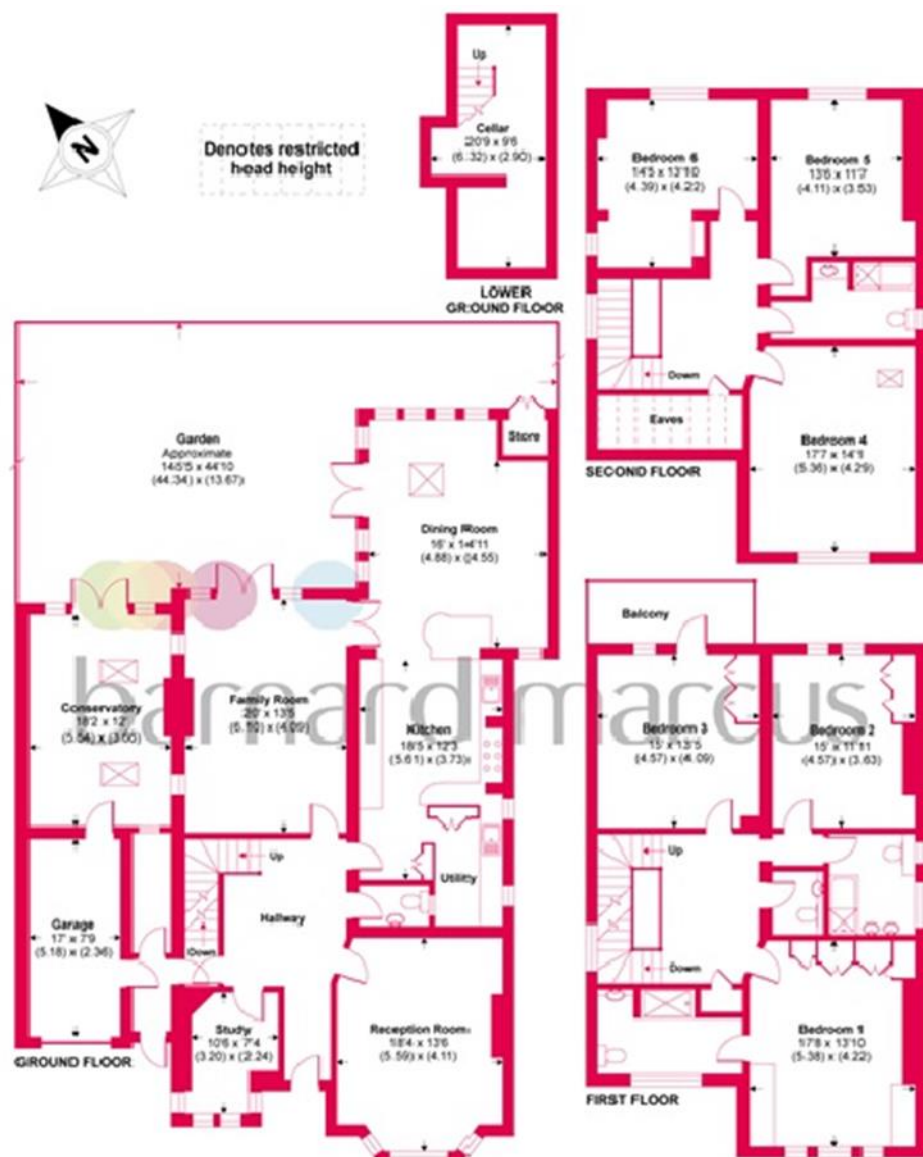 Up
Cellar
20'9 x 9'6
(6.32) x (2.90)
LOWER
GROUND FLOOR
N
Denotes restricted
head height
Bedroom 6
14'5 x 13'10
(4.39) x (4.22)
Bedroom 5
13'6 x 11'7
(4.11) x (3.53)
Down
Eaves
Bedroom 4
17'7 x 14'1
(5.36) x (4.29)
SECOND FLOOR
Garden
Approximate
145'5 x 44'10
(44.34) x (13.67)
Store
Dining Room
16' x 14'11
(4.88) x (4.55)
Conservatory
18'2 x 12'
Family Room
20' x 13'5
(6.10) x (4.09)
Kitchen
18'5 x 12'3
(5.61) x (3.73)
Utility
Up
Hallway
Down
Garage
17' x 7'9
(5.18) x (2.36)
Study
10'6 x 7'4
(3.20) x (2.24)
Reception Room
18'4 x 13'6
(5.59) x (4.11)
GROUND FLOOR
Balcony
Bedroom 3
15' x 13'5
(4.57) x (4.09)
Bedroom 2
15' x 11'11
(4.57) x (3.63)
Up
Down
Bedroom 1
17'8 x 13'10
(5.38) x (4.22)
FIRST FLOOR
barnard marcus